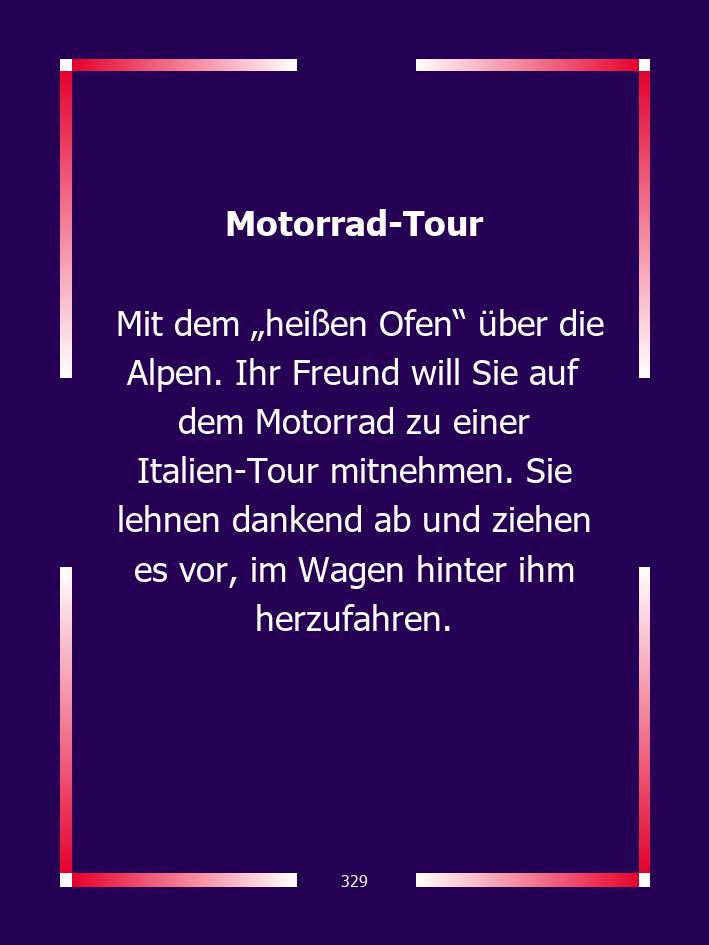 Motorrad-Tour
Mit dem „heißen Ofen“ über die
Alpen. Ihr Freund will Sie auf
dem Motorrad zu einer
Italien-Tour mitnehmen. Sie
lehnen dankend ab und ziehen
es vor, im Wagen hinter ihm
herzufahren.
329